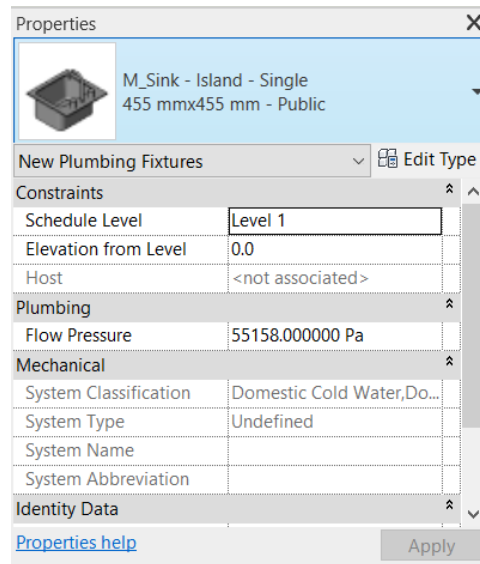 Properties
M_Sink - Island - Single
455 mmx455 mm - Public
New Plumbing Fixtures Edit Type
Constraints
Schedule Level Level 1
Elevation from Level 0.0
Host <not associated>
Plumbing
Flow Pressure 55158.000000 Pa
Mechanical
System Classification Domestic Cold Water,Do...
System Type Undefined
System Name
System Abbreviation
Identity Data
Properties help Apply